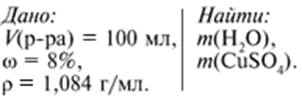 Дано:
V(р-ра) = 100 мл,
ω = 8%,
ρ = 1,084 г/мл.
Найти:
m(H₂O),
m(CuSO₄).